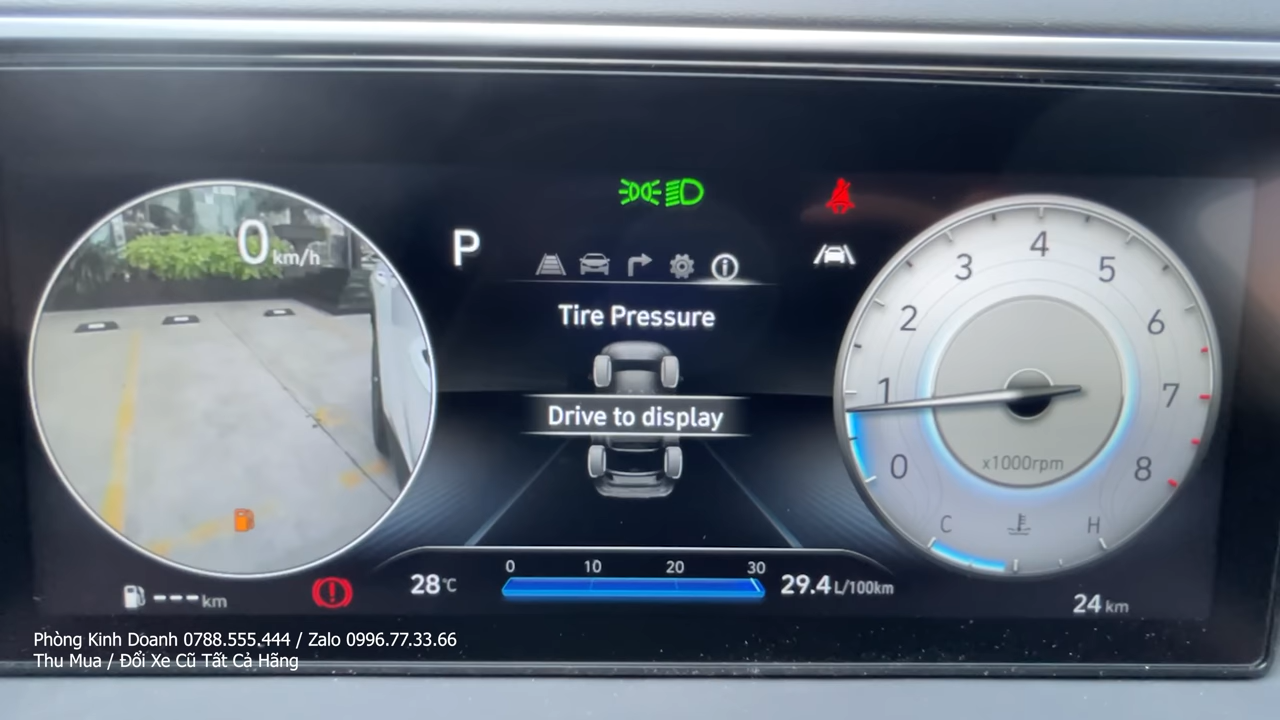 0 km/h
P
Tire Pressure
Drive to display
0 1 2 3 4 5 6 7 8
x1000rpm
C H
0 10 20 30
28°C
29.4 L/100km
--- km
24 km
Phòng Kinh Doanh 0788.555.444 / Zalo 0996.77.33.66
Thu Mua / Đổi Xe Cũ Tất Cả Hãng